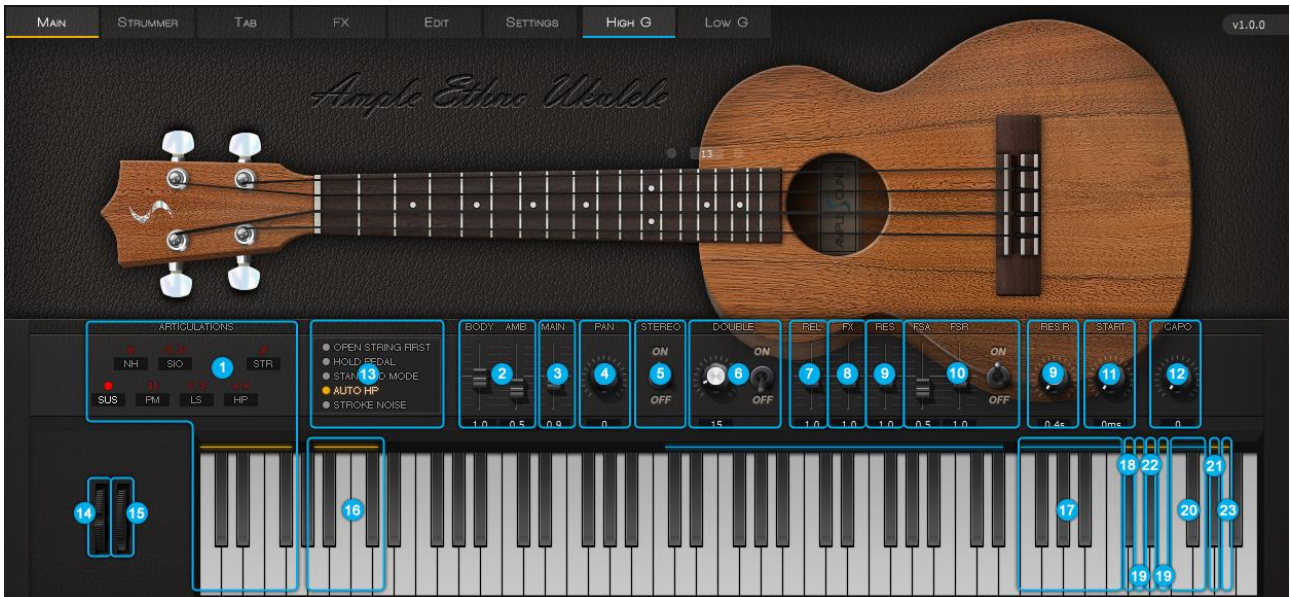 MAIN STRUMMER TAB FX EDIT SETTINGS HIGH G LOW G v1.0.0
Ample Ethno Ukulele
13
AMPLE SOUND
ARTICULATIONS BODY AMB MAIN PAN STEREO DOUBLE REL FX RES FSA FSR RES.R START CAPO
NH SIO STR
1
SUS PM LS HP
OPEN STRING FIRST
HOLD PEDAL
13
AUTO HP
STROKE NOISE
ON ON ON
2 3 4 5 6 7 8 9 10 9 11 12
OFF OFF OFF
1.0 0.5 0.9 0 15 1.0 1.0 1.0 0.5 1.0 0.4s 0ms 0
18 22 21
14 15 16 17 20 23
19 19